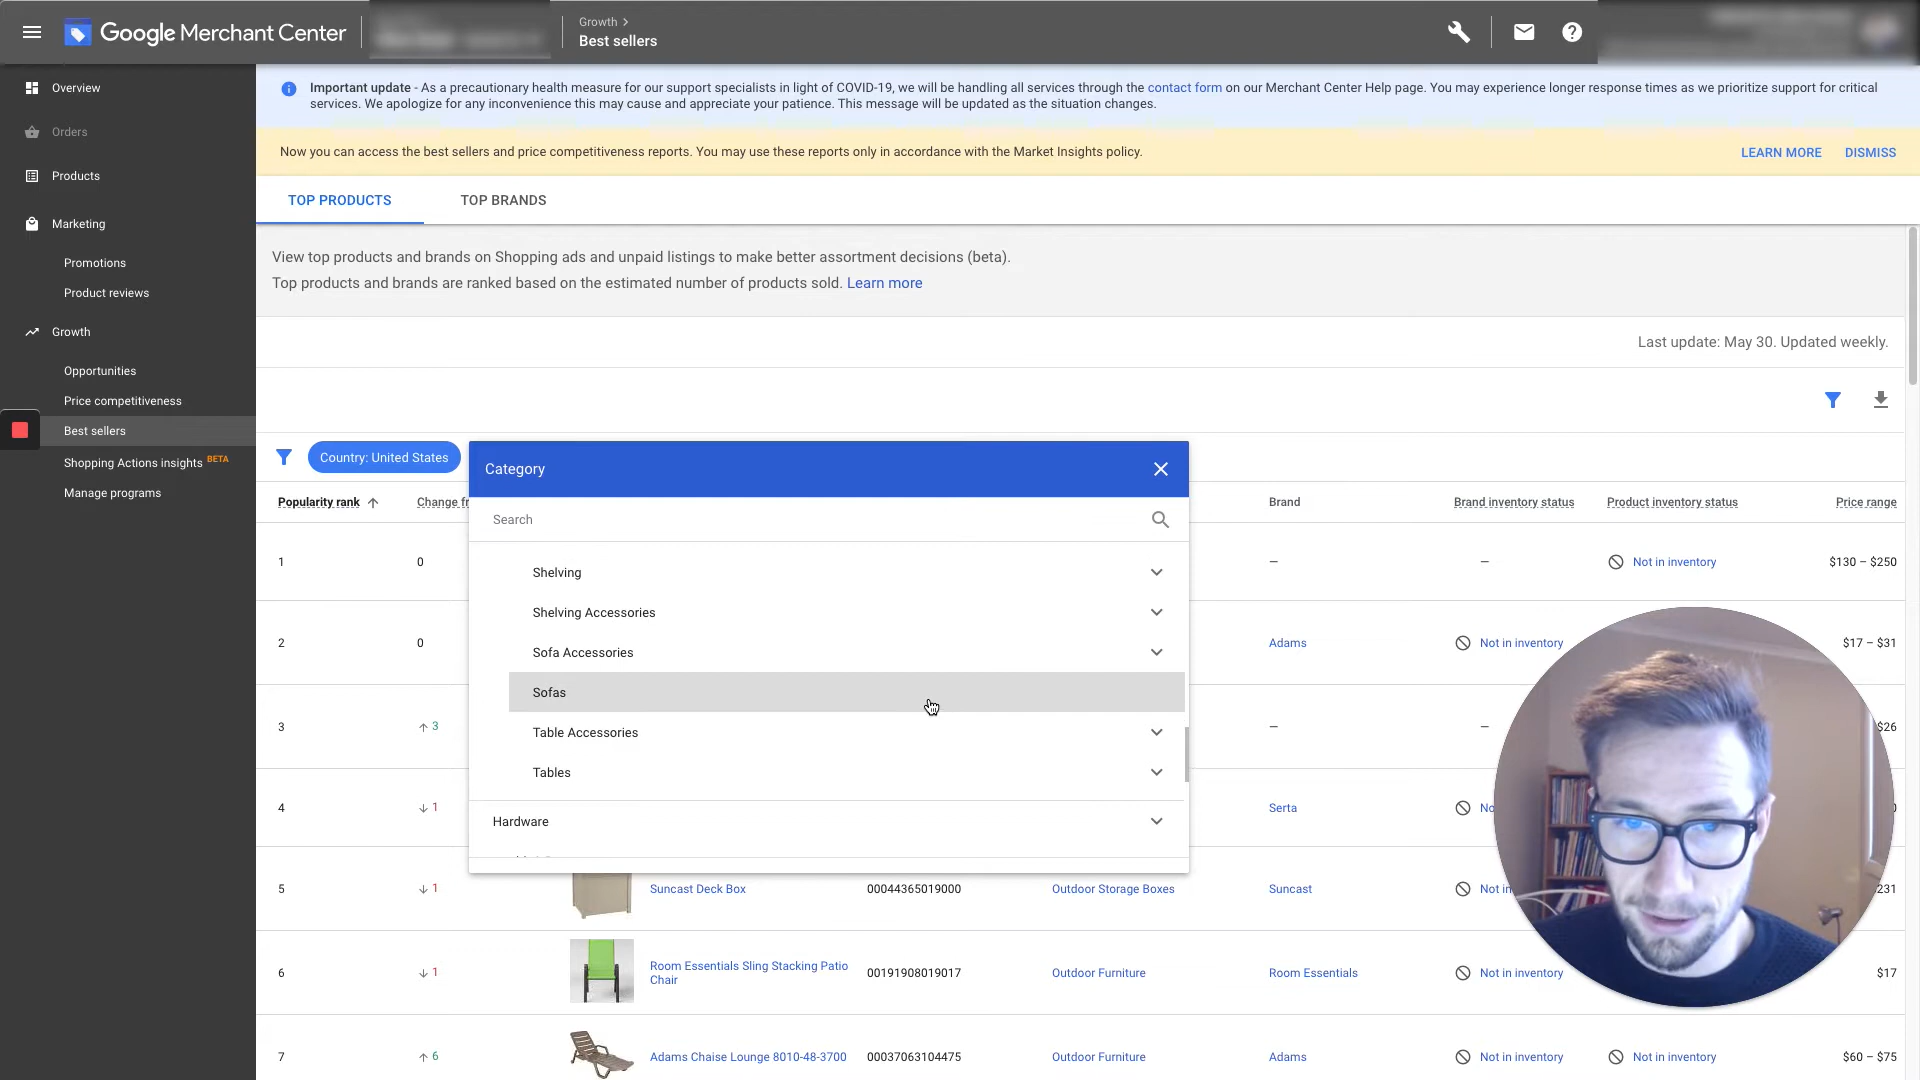 Google Merchant Center
Growth
Best sellers
Overview
Orders
Products
Marketing
Promotions
Product reviews
Growth
Opportunities
Price competitiveness
Best sellers
Shopping Actions insights BETA
Manage programs
Important update - As a precautionary health measure for our support specialists in light of COVID-19, we will be handling all services through the contact form on our Merchant Center Help page. You may experience longer response times as we prioritize support for critical
services. We apologize for any inconvenience this may cause and appreciate your patience. This message will be updated as the situation changes.
Now you can access the best sellers and price competitiveness reports. You may use these reports only in accordance with the Market Insights policy.
LEARN MORE DISMISS
TOP PRODUCTS TOP BRANDS
View top products and brands on Shopping ads and unpaid listings to make better assortment decisions (beta).
Top products and brands are ranked based on the estimated number of products sold. Learn more
Last update: May 30. Updated weekly.
Country: United States
Category
Search
Shelving
Shelving Accessories
Sofa Accessories
Sofas
Table Accessories
Tables
Hardware
Popularity rank Change fr Brand Brand inventory status Product inventory status Price range
1 0 – – Not in inventory $130 – $250
2 0 Adams Not in inventory $17 – $31
3 3 – – $26
4 1 Serta No
5 1 Suncast Deck Box 00044365019000 Outdoor Storage Boxes Suncast Not in 231
6 1 Room Essentials Sling Stacking Patio
Chair 00191908019017 Outdoor Furniture Room Essentials Not in inventory $17
7 6 Adams Chaise Lounge 8010-48-3700 00037063104475 Outdoor Furniture Adams Not in inventory Not in inventory $60 – $75